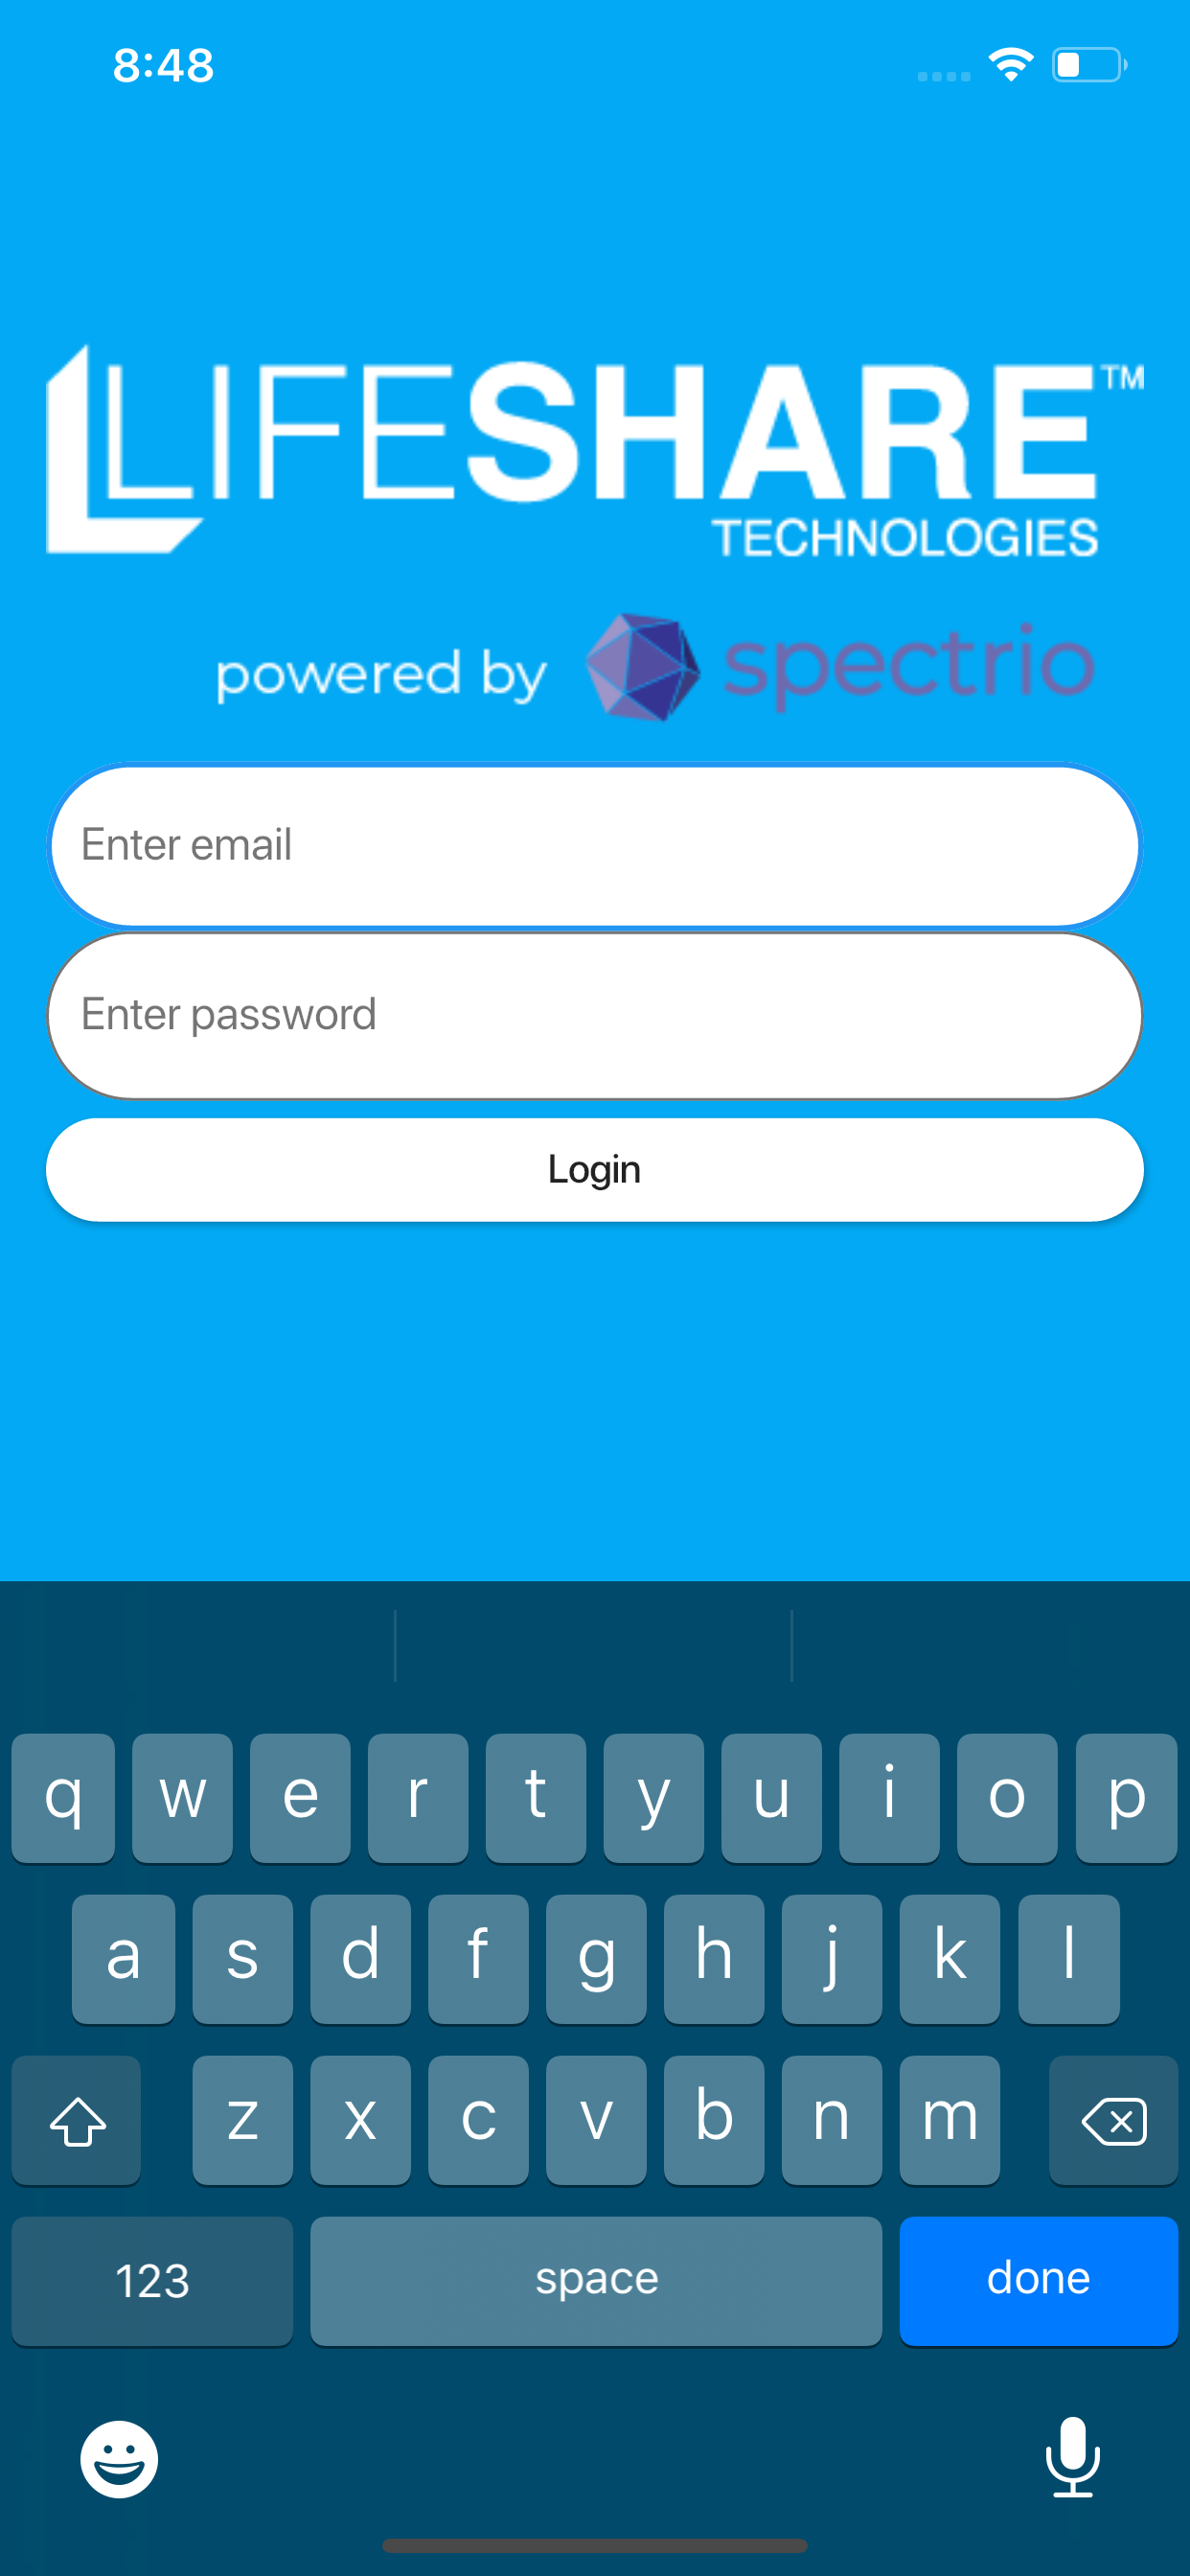 8:48
LIFESHARE™
TECHNOLOGIES
powered by spectrio
Enter email
Enter password
Login
q w e r t y u i o p
a s d f g h j k l
z x c v b n m
123 space done